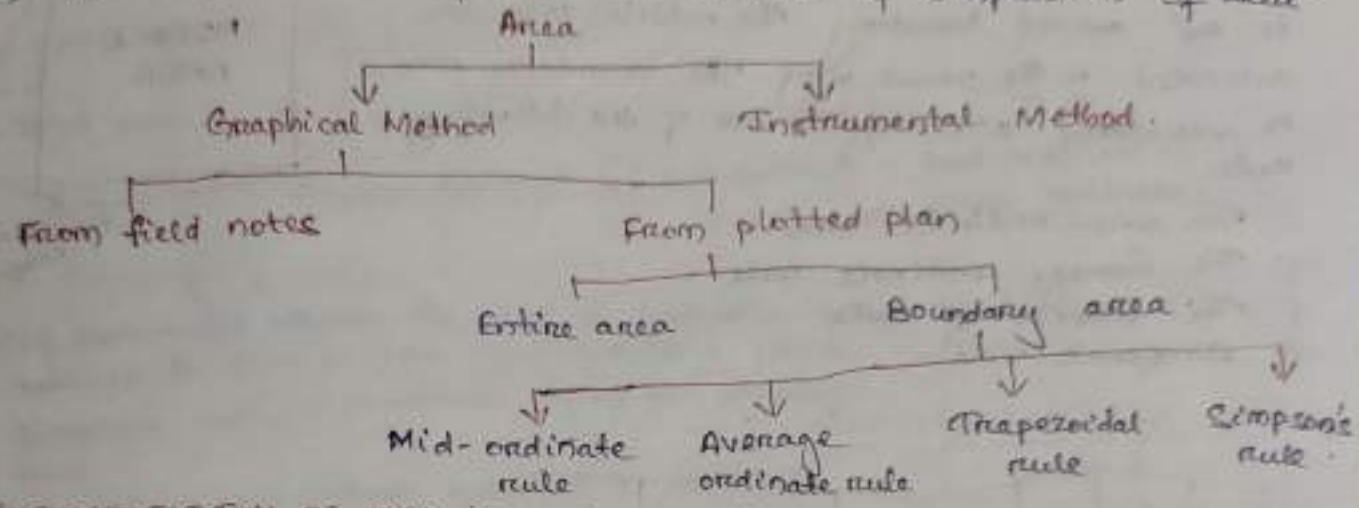 Area
Graphical Method Instrumental Method.
From field notes From plotted plan
Entire area Boundary area.
Mid-ordinate rule Average ordinate rule Trapezoidal rule Simpson's rule.